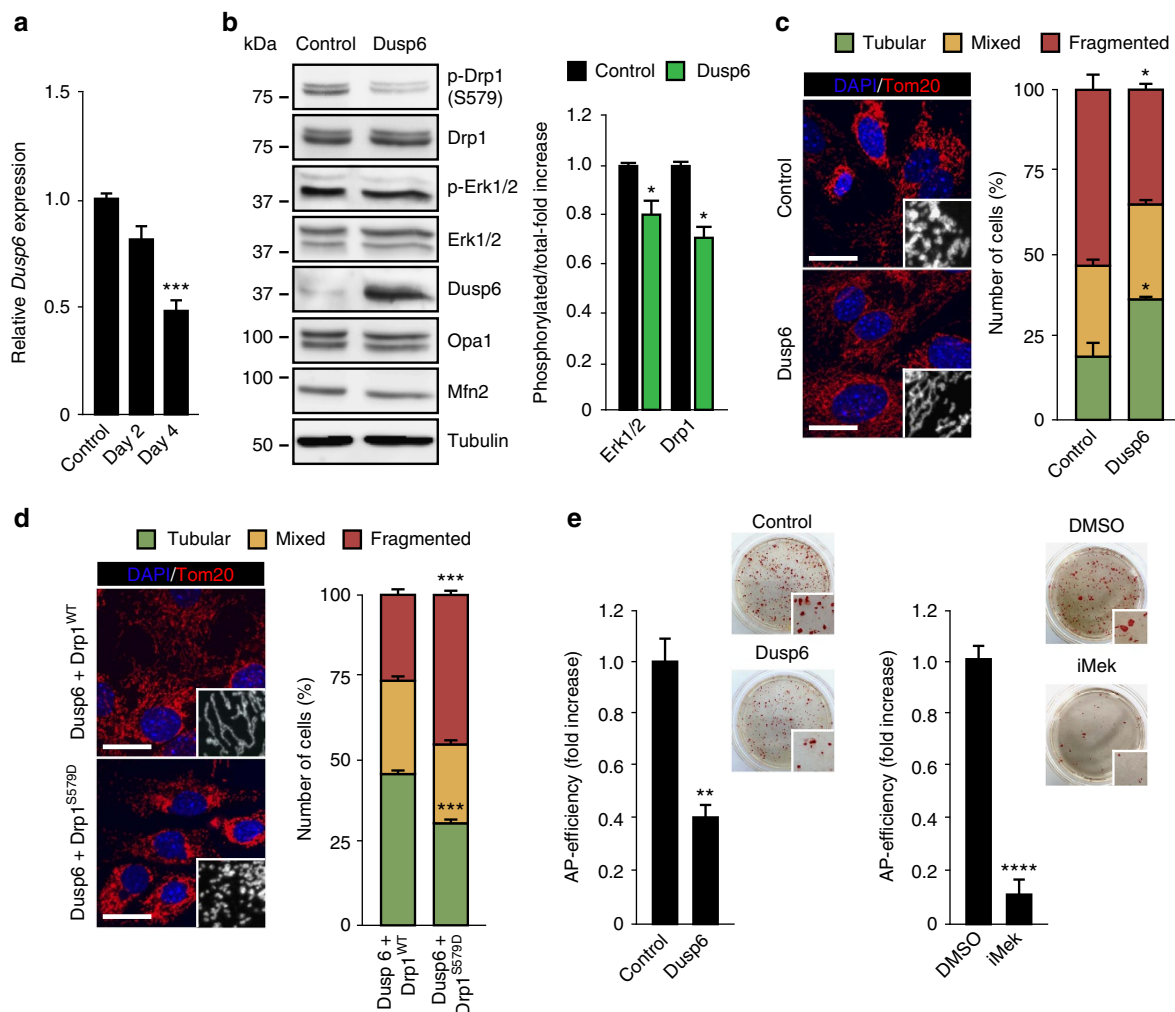 a
Relative Dusp6 expression
1.5
1.0
0.5
0
Control
Day 2
Day 4
***
b
kDa
Control
Dusp6
75
p-Drp1
(S579)
75
Drp1
37
p-Erk1/2
37
Erk1/2
37
Dusp6
100
Opa1
100
Mfn2
50
Tubulin
Control
Dusp6
Phosphorylated/total-fold increase
1.2
1.0
0.8
0.6
0.4
0.2
0
*
*
Erk1/2
Drp1
c
Tubular
Mixed
Fragmented
DAPI/Tom20
Control
Dusp6
Number of cells (%)
100
75
50
25
0
*
*
Control
Dusp6
d
Tubular
Mixed
Fragmented
DAPI/Tom20
Dusp6 + Drp1WT
Dusp6 + Drp1S579D
Number of cells (%)
100
75
50
25
0
***
***
Dusp 6 +
Drp1WT
Dusp6 +
Drp1S579D
e
Control
Dusp6
AP-efficiency (fold increase)
1.2
1.0
0.8
0.6
0.4
0.2
0
**
Control
Dusp6
DMSO
iMek
AP-efficiency (fold increase)
1.2
1.0
0.8
0.6
0.4
0.2
0
****
DMSO
iMek